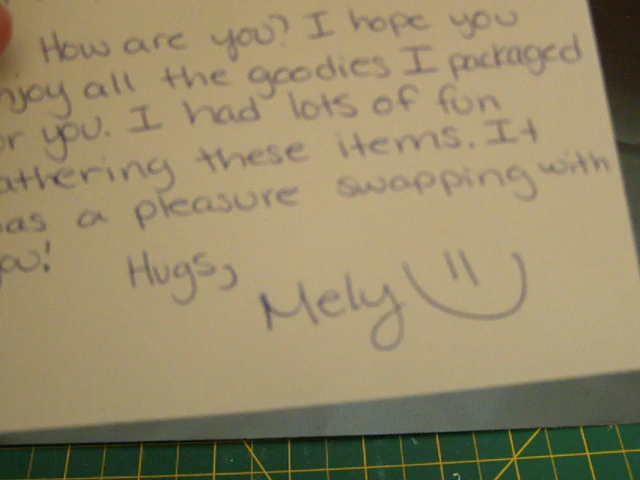 How are you? I hope you
njoy all the goodies I packaged
or you. I had lots of fun
athering these items. It
as a pleasure swapping with
ou!
Hugs,
Mely